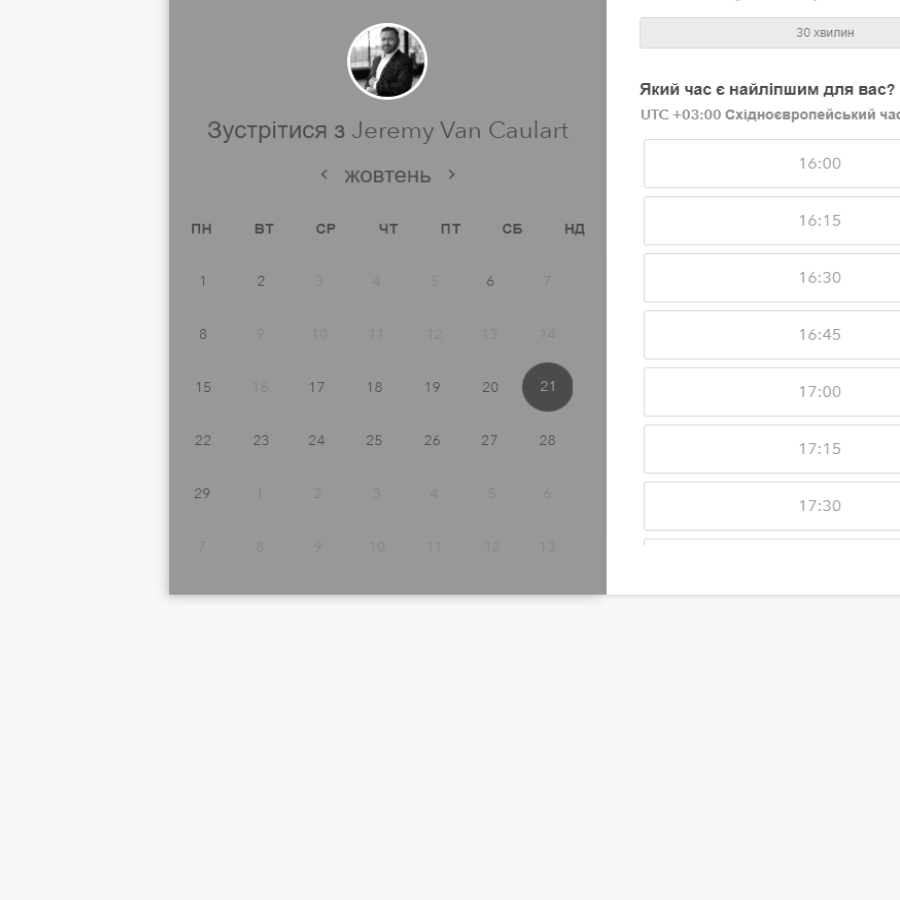 Зустрітися з Jeremy Van Caulart
жовтень
ПН ВТ СР ЧТ ПТ СБ НД
1 2 3 4 5 6 7
8 9 10 11 12 13 14
15 16 17 18 19 20 21
22 23 24 25 26 27 28
29 1 2 3 4 5 6
7 8 9 10 11 12 13
30 хвилин
Який час є найліпшим для вас?
UTC +03:00 Східноєвропейський
16:00
16:15
16:30
16:45
17:00
17:15
17:30